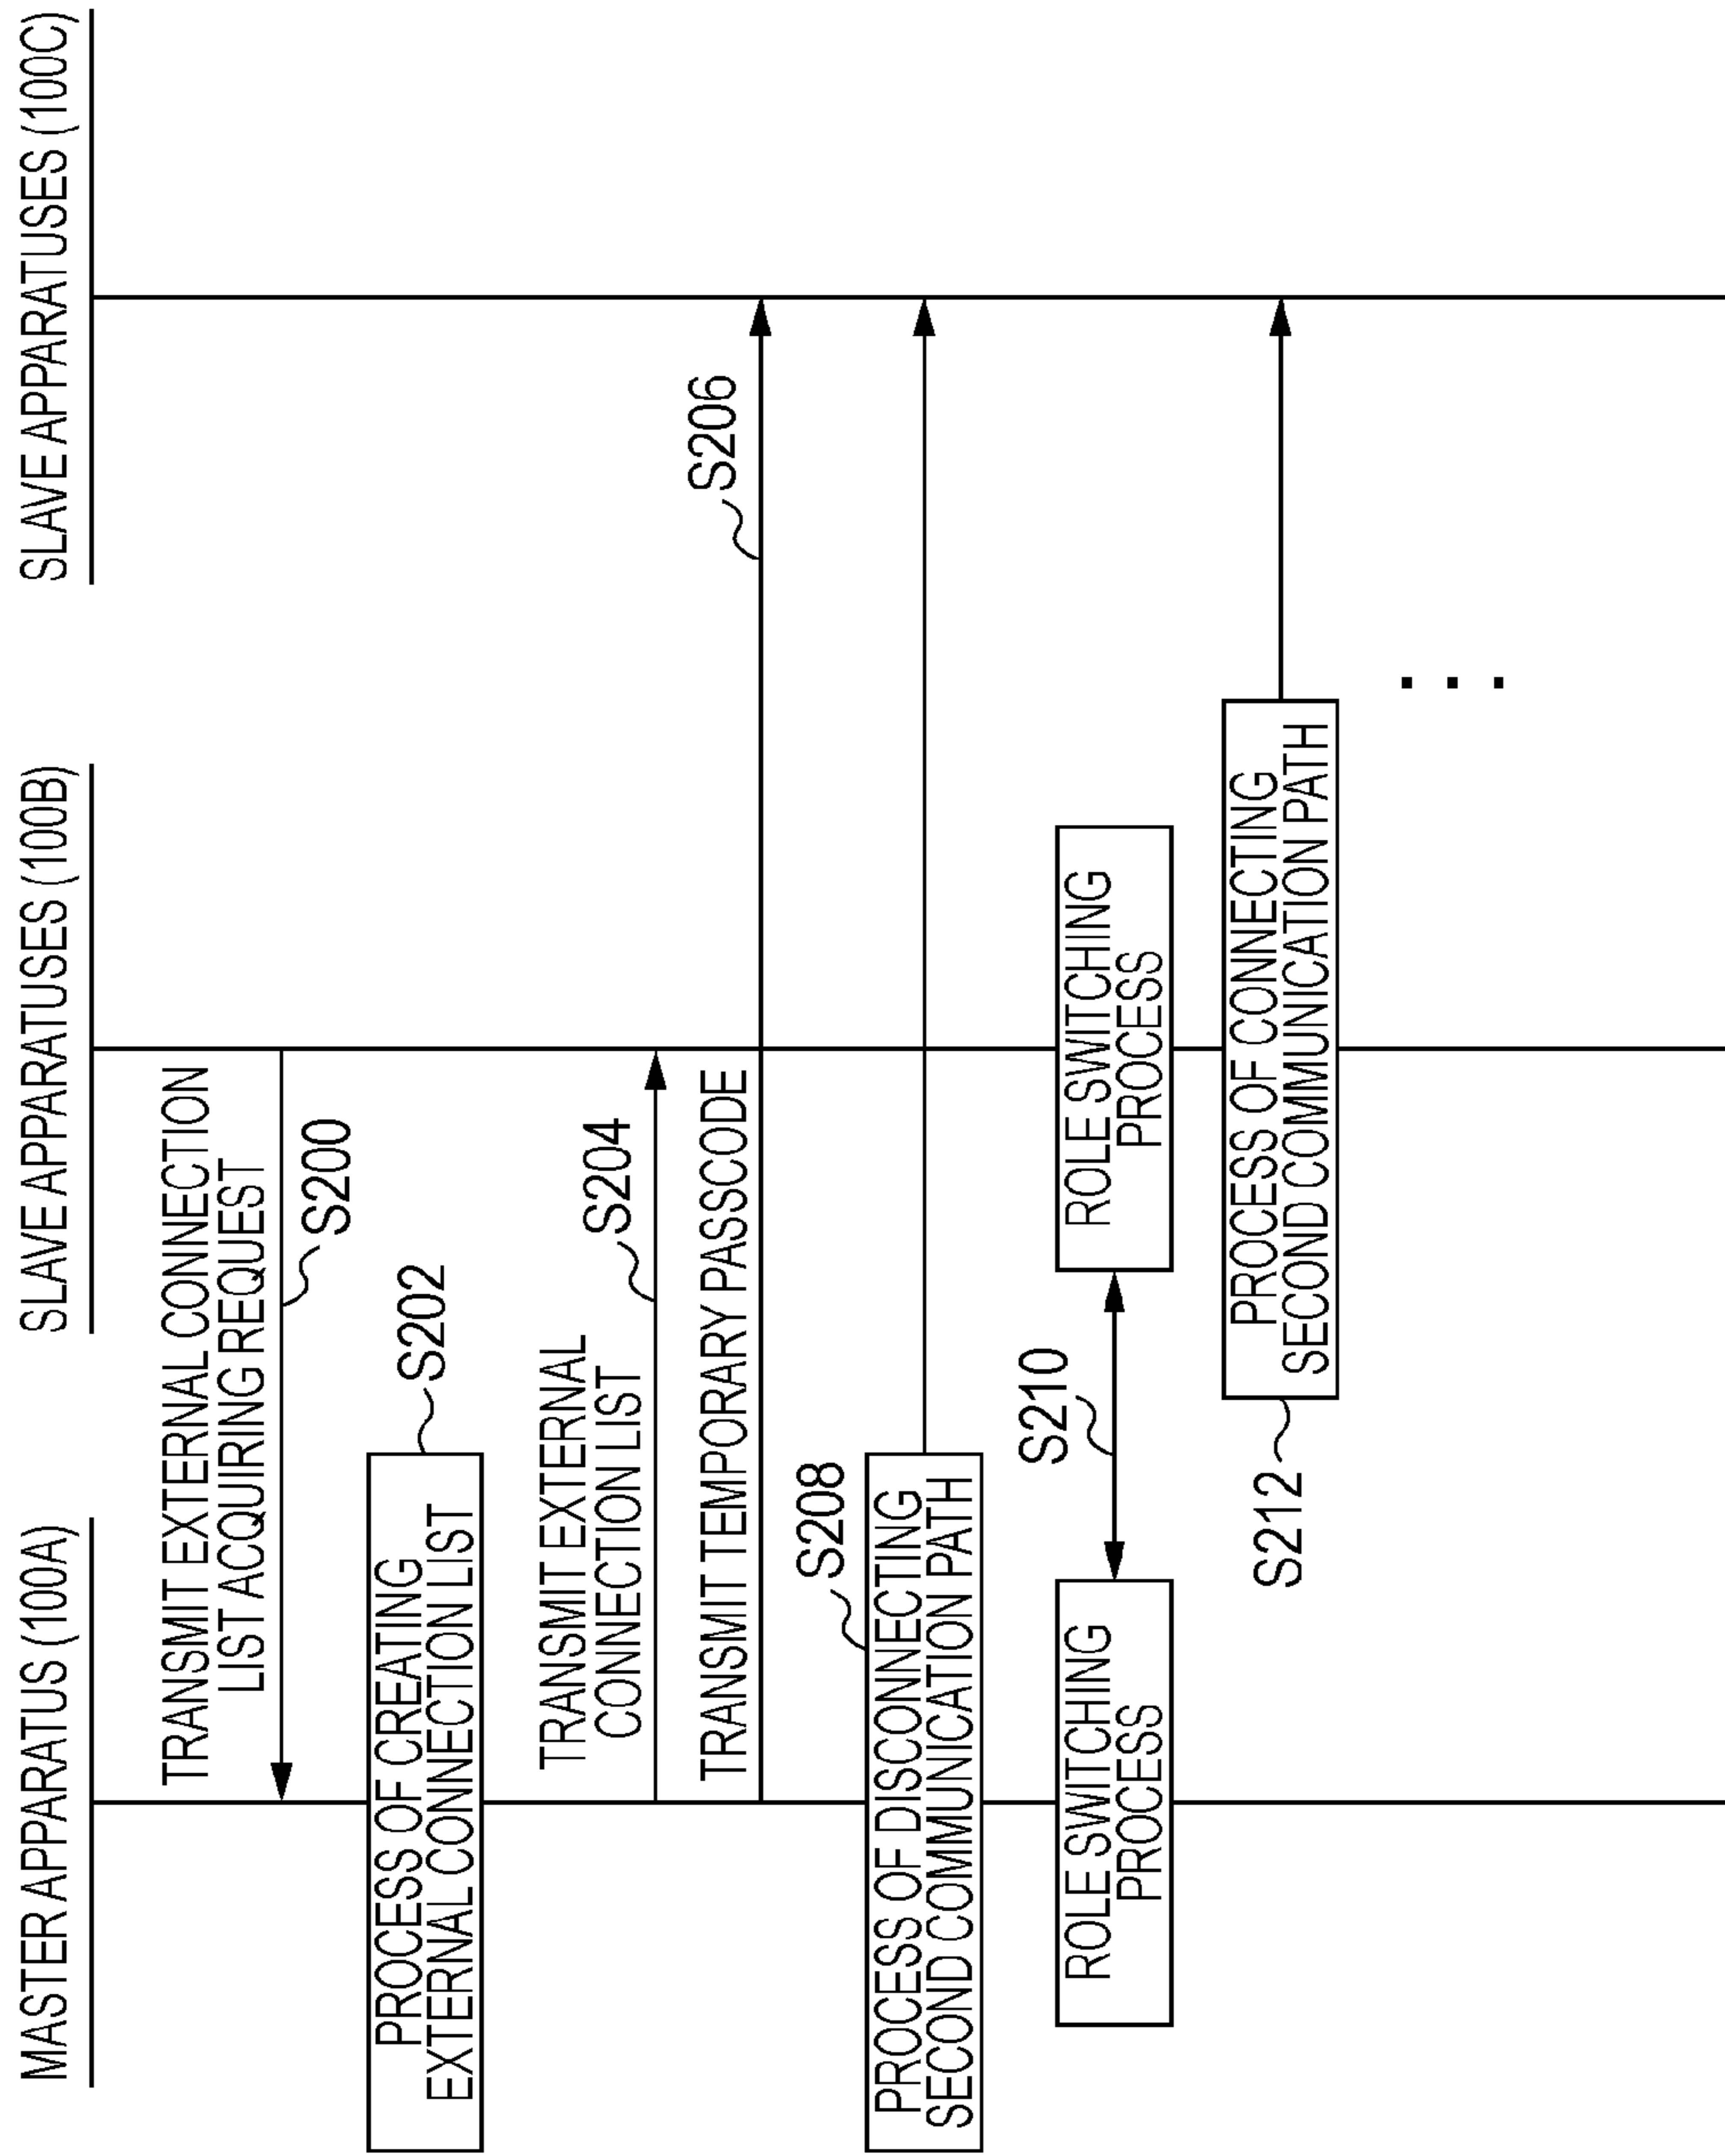 MASTER APPARATUS (100A)
SLAVE APPARATUSES (100B)
SLAVE APPARATUSES (100C)
TRANSMIT EXTERNAL CONNECTION
LIST ACQUIRING REQUEST
S200
PROCESS OF CREATING
EXTERNAL CONNECTION LIST
S202
TRANSMIT EXTERNAL
CONNECTION LIST
S204
TRANSMIT TEMPORARY PASSCODE
S206
S208
PROCESS OF DISCONNECTING
SECOND COMMUNICATION PATH
S210
ROLE SWITCHING
PROCESS
ROLE SWITCHING
PROCESS
S212
PROCESS OF CONNECTING
SECOND COMMUNICATION PATH
. . .